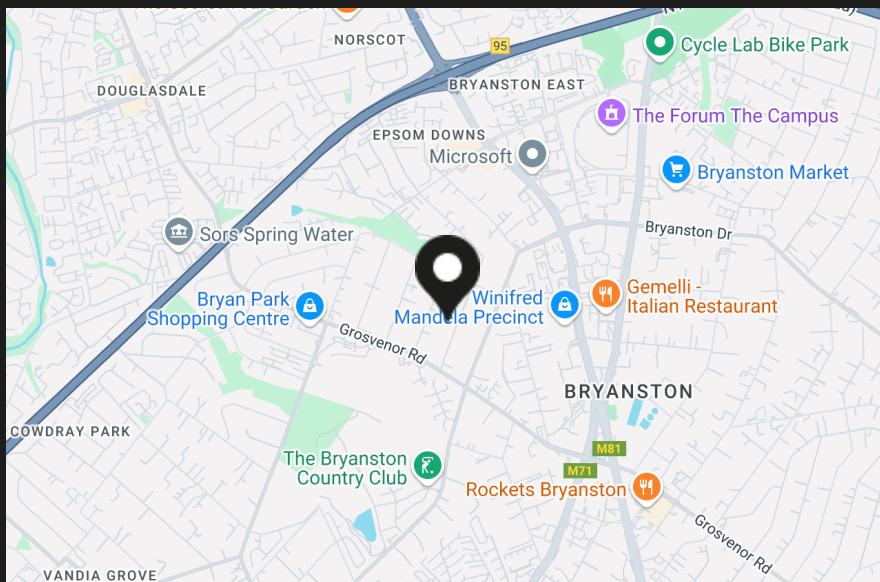 NORSCOT
95
Cycle Lab Bike Park
DOUGLASDALE
BRYANSTON EAST
The Forum The Campus
EPSOM DOWNS
Microsoft
Bryanston Market
Sors Spring Water
Bryanston Dr
Bryan Park
Shopping Centre
Winifred
Mandela Precinct
Gemelli -
Italian Restaurant
Grosvenor Rd
BRYANSTON
COWDRAY PARK
M81
The Bryanston
Country Club
M71
Rockets Bryanston
Grosvenor Rd
VANDIA GROVE